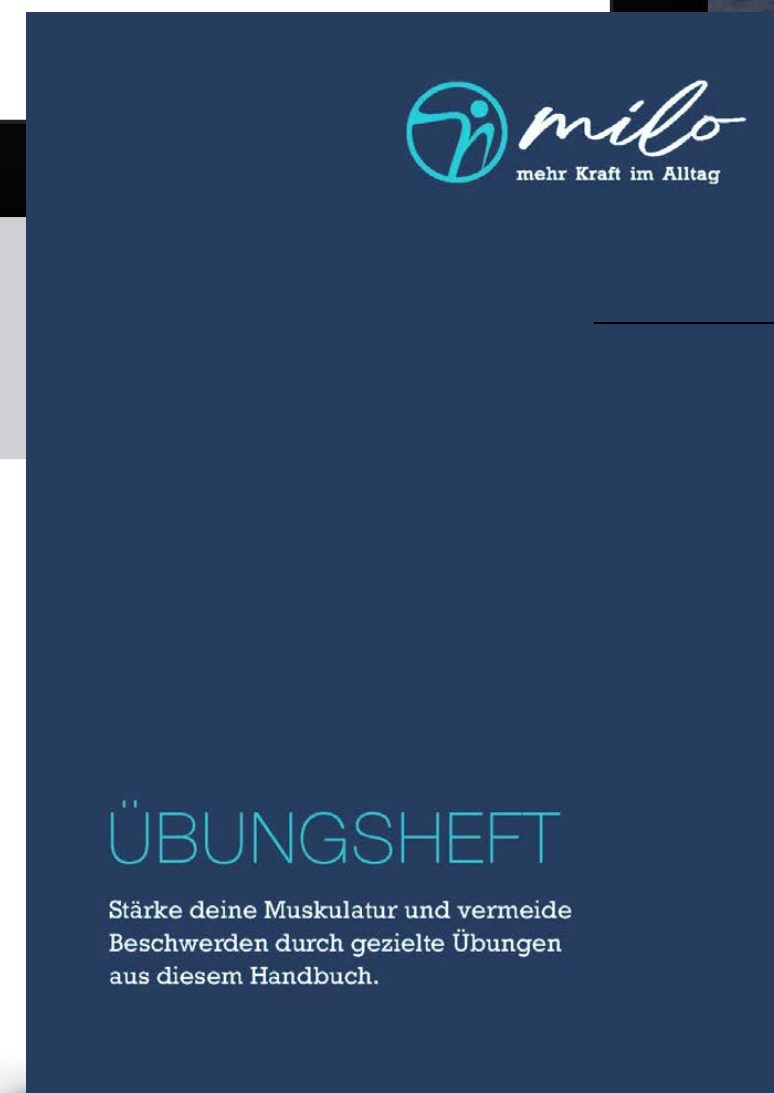 milo
mehr Kraft im Alltag
ÜBUNGSHEFT
Stärke deine Muskulatur und vermeide
Beschwerden durch gezielte Übungen
aus diesem Handbuch.